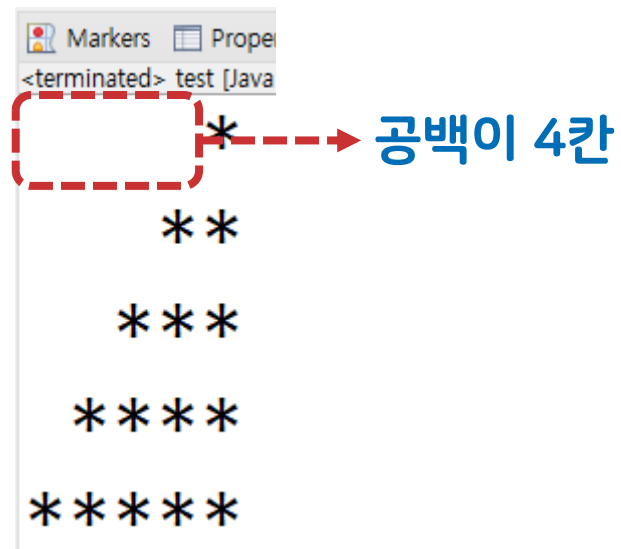 Markers Proper
<terminated> test [Java
* 공백이 4칸
**
***
****
*****